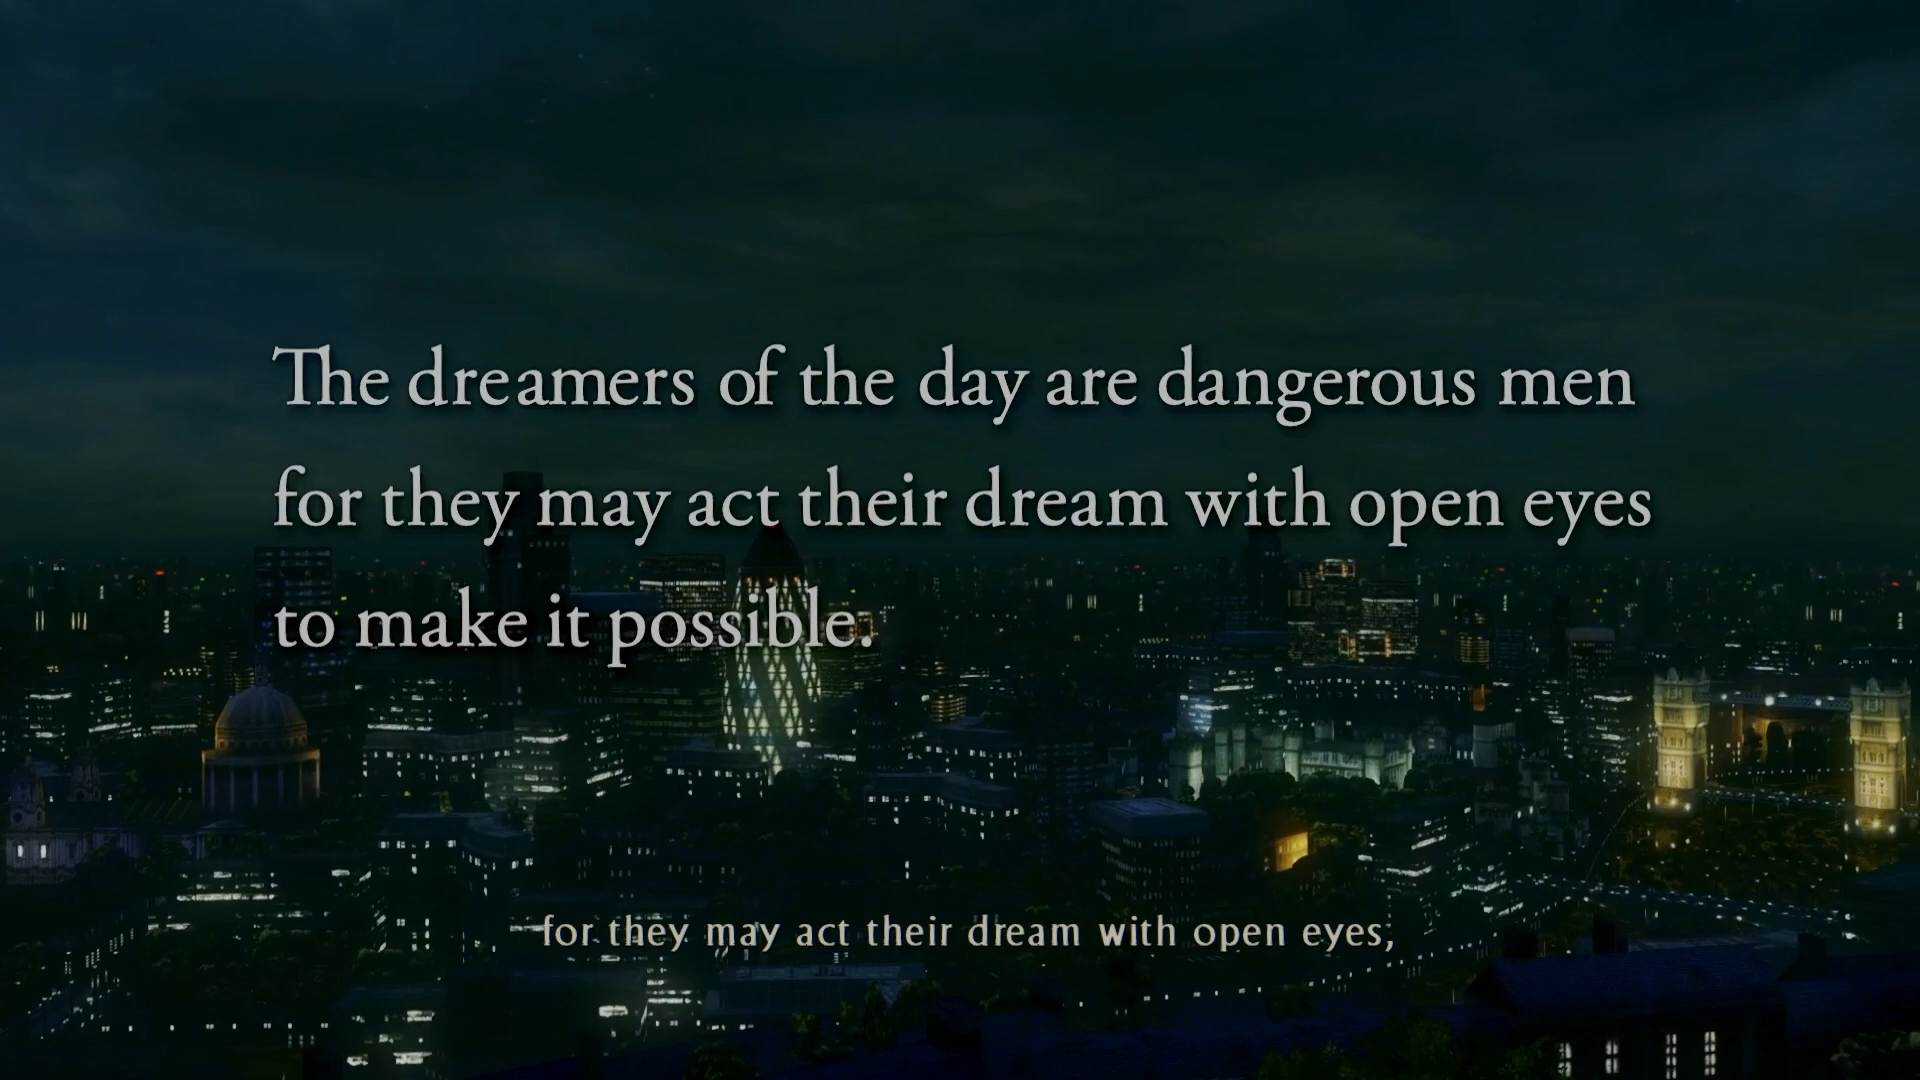 The dreamers of the day are dangerous men
for they may act their dream with open eyes
to make it possible.
for they may act their dream with open eyes,